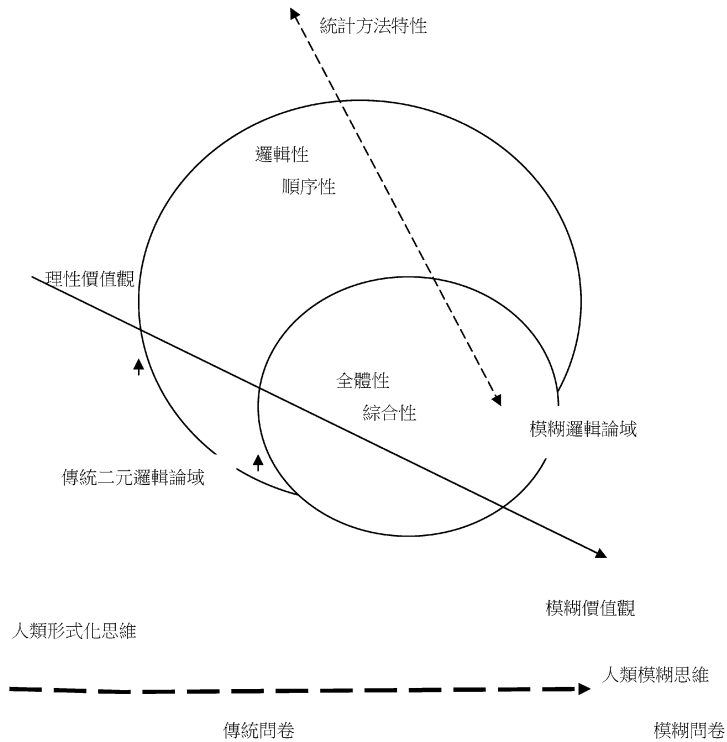 統計方法特性
邏輯性
順序性
理性價值觀
全體性
綜合性
模糊邏輯論域
傳統二元邏輯論域
模糊價值觀
人類形式化思維
人類模糊思維
傳統問卷
模糊問卷